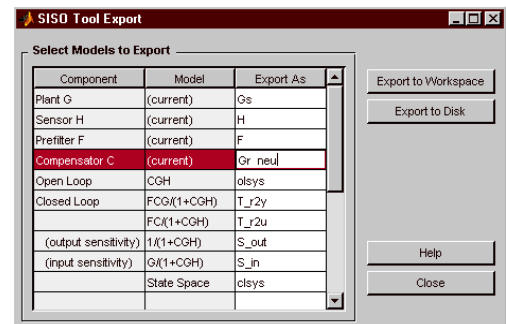 SISO Tool Export
Select Models to Export
Component Model Export As
Export to Workspace
Plant G (current) Gs
Export to Disk
Sensor H (current) H
Prefilter F (current) F
Compensator C (current) Gr neu
Open Loop CGH olsys
Closed Loop FCG/(1+CGH) T_r2y
FC/(1+CGH) T_r2u
(output sensitivity) 1/(1+CGH) S_out
(input sensitivity) G/(1+CGH) S_in
Help
State Space clsys
Close